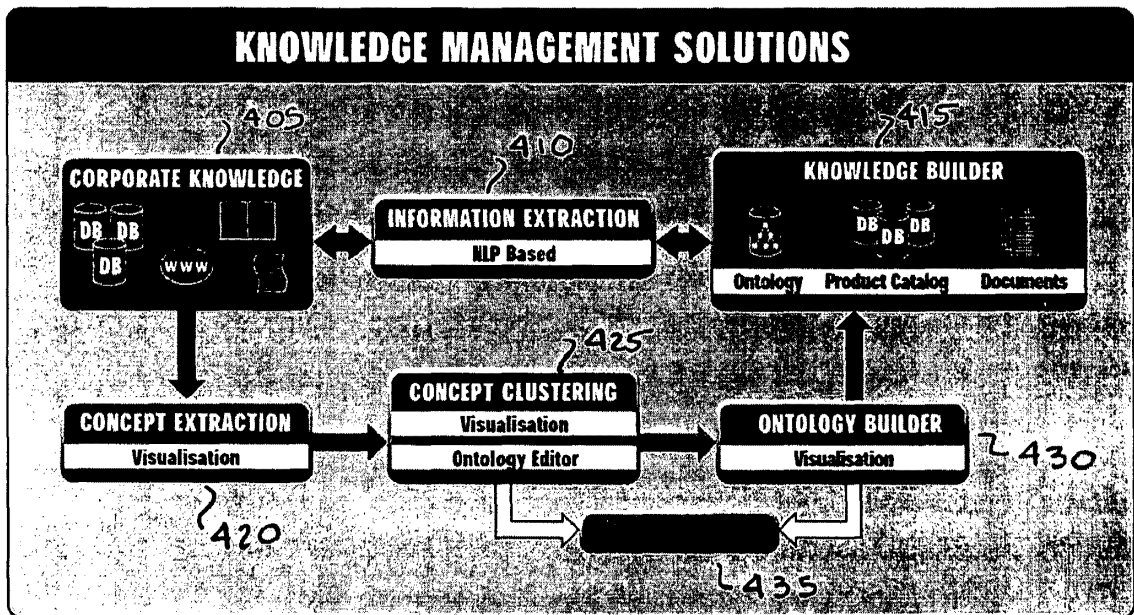 KNOWLEDGE MANAGEMENT SOLUTIONS
405
CORPORATE KNOWLEDGE
DB DB
DB
WWW
410
INFORMATION EXTRACTION
NLP Based
415
KNOWLEDGE BUILDER
DB DB
DB
Ontology Product Catalog Documents
CONCEPT EXTRACTION
Visualisation
420
425
CONCEPT CLUSTERING
Visualisation
Ontology Editor
ONTOLOGY BUILDER
Visualisation
430
435